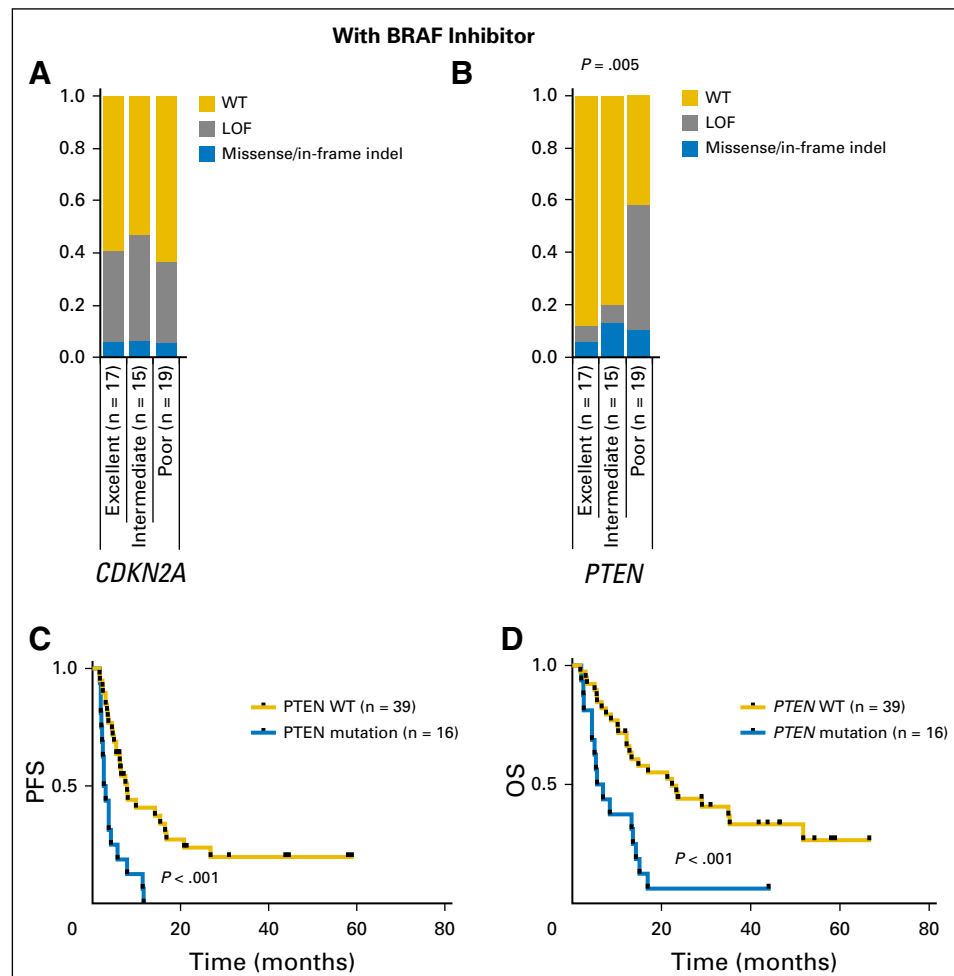 With BRAF Inhibitor
A
WT
LOF
Missense/in-frame indel
1.0
0.8
0.6
0.4
0.2
0.0
Excellent (n = 17)
Intermediate (n = 15)
Poor (n = 19)
CDKN2A
B
P = .005
WT
LOF
Missense/in-frame indel
1.0
0.8
0.6
0.4
0.2
0.0
Excellent (n = 17)
Intermediate (n = 15)
Poor (n = 19)
PTEN
C
PFS
1.0
0.5
PTEN WT (n = 39)
PTEN mutation (n = 16)
P < .001
0 20 40 60 80
Time (months)
D
OS
1.0
0.5
PTEN WT (n = 39)
PTEN mutation (n = 16)
P < .001
0 20 40 60 80
Time (months)